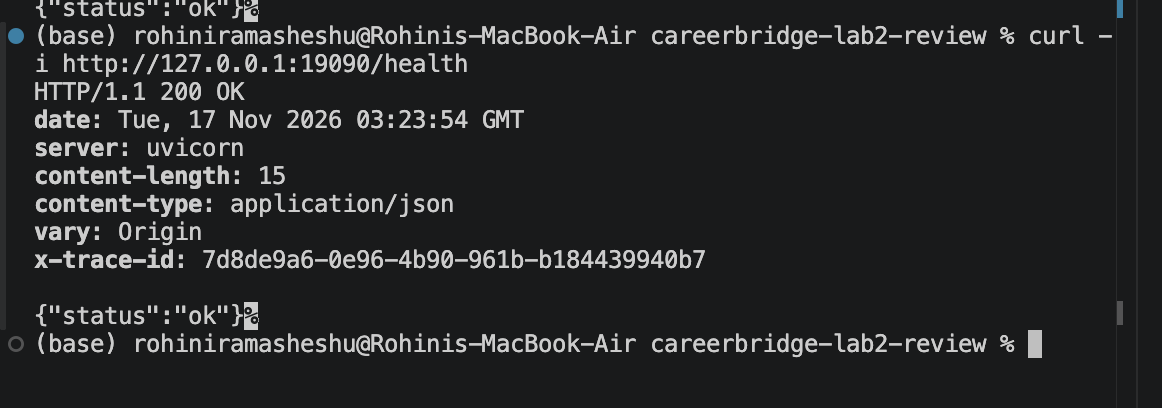 {"status":"ok"}%
(base) rohiniramasheshu@Rohinis-MacBook-Air careerbridge-lab2-review % curl -
i http://127.0.0.1:19090/health
HTTP/1.1 200 OK
date: Tue, 17 Nov 2026 03:23:54 GMT
server: uvicorn
content-length: 15
content-type: application/json
vary: Origin
x-trace-id: 7d8de9a6-0e96-4b90-961b-b184439940b7
{"status":"ok"}%
(base) rohiniramasheshu@Rohinis-MacBook-Air careerbridge-lab2-review %